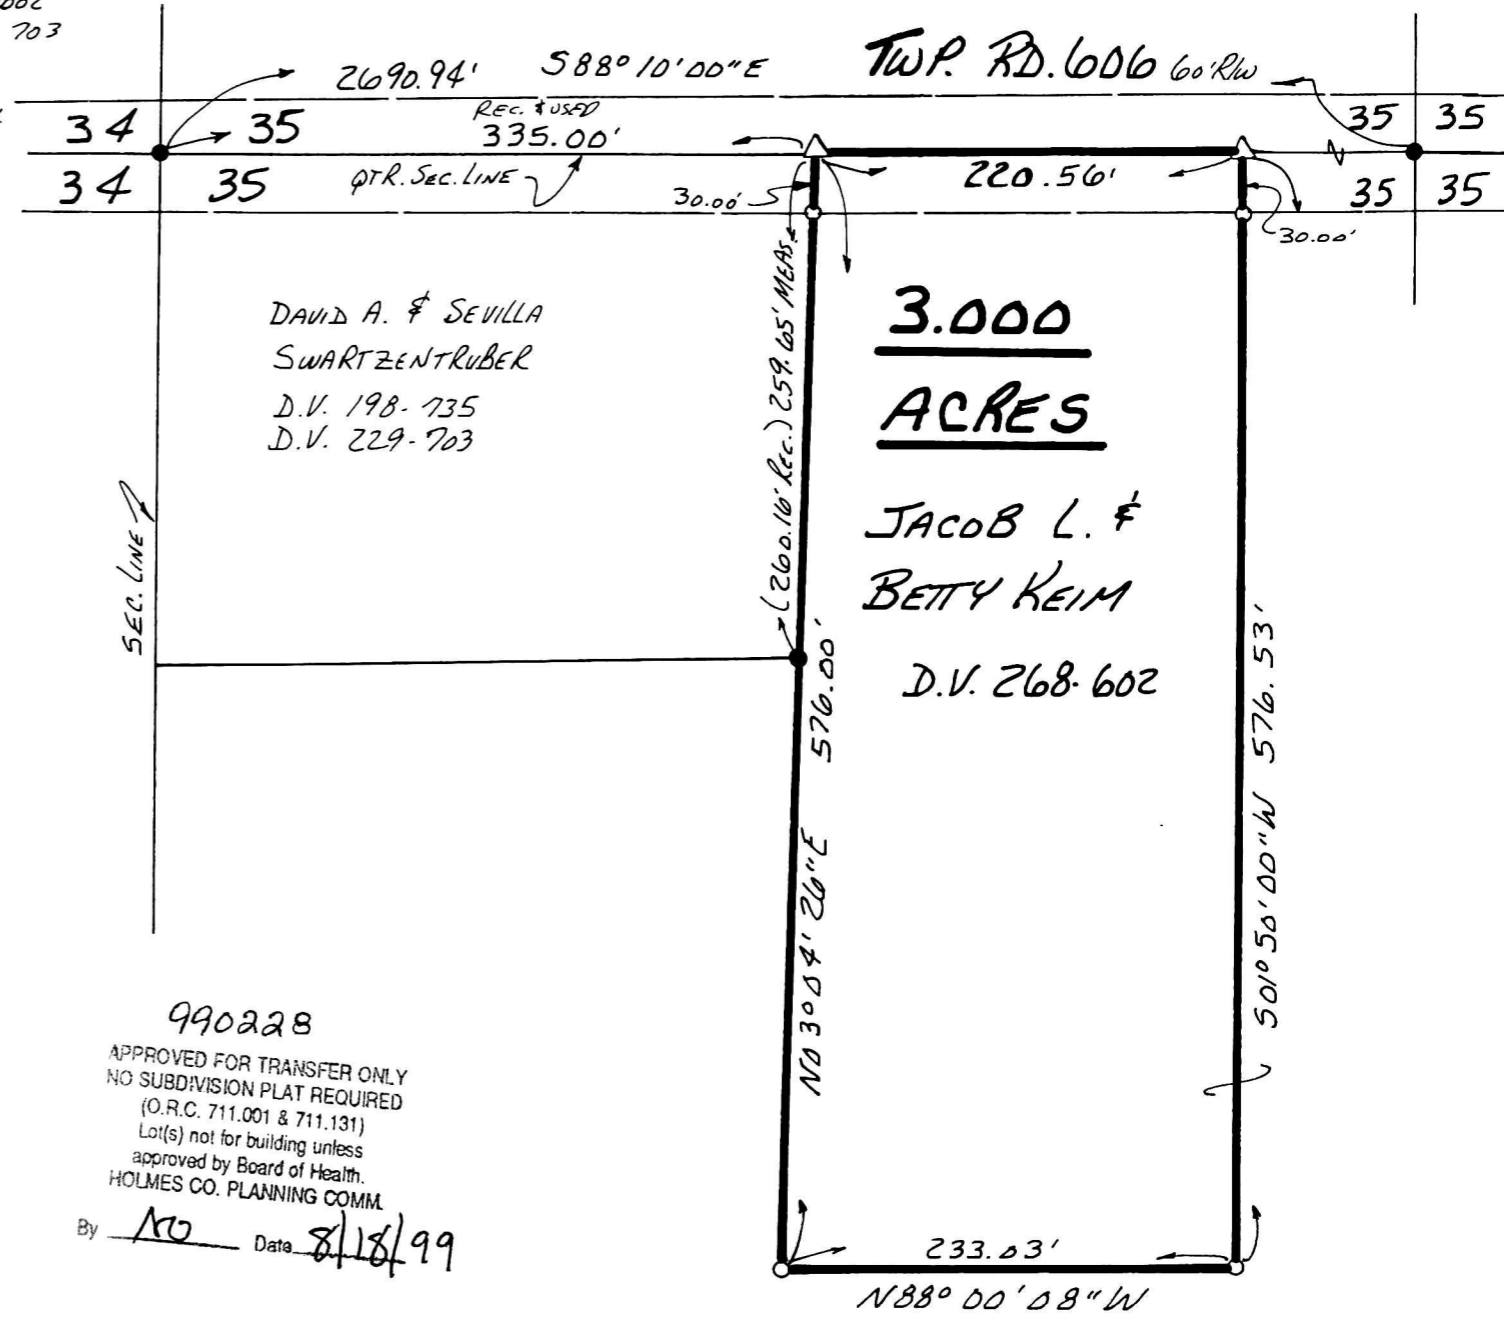 703
2690.94' S88° 10' 00" E TWP. RD. 606 60' R/W
34 35 REC. & USED 35 35
335.00'
34 35 QTR. SEC. LINE 30.00' 220.56' 35 35
30.00'
DAVID A. & SEVILLA
SWARTZENTRUBER
D.V. 198-735
D.V. 229-703
(260.16' REC.) 259.65' MEAS.
3.000
ACRES
JACOB L. &
BETTY KEIM
D.V. 268-602
SEC. LINE
N03° 04' 26" E 576.00'
S01° 50' 00" W 576.53'
233.03'
N88° 00' 08" W
990228
APPROVED FOR TRANSFER ONLY
NO SUBDIVISION PLAT REQUIRED
(O.R.C. 711.001 & 711.131)
Lot(s) not for building unless
approved by Board of Health.
HOLMES CO. PLANNING COMM.
By Date 8/18/99